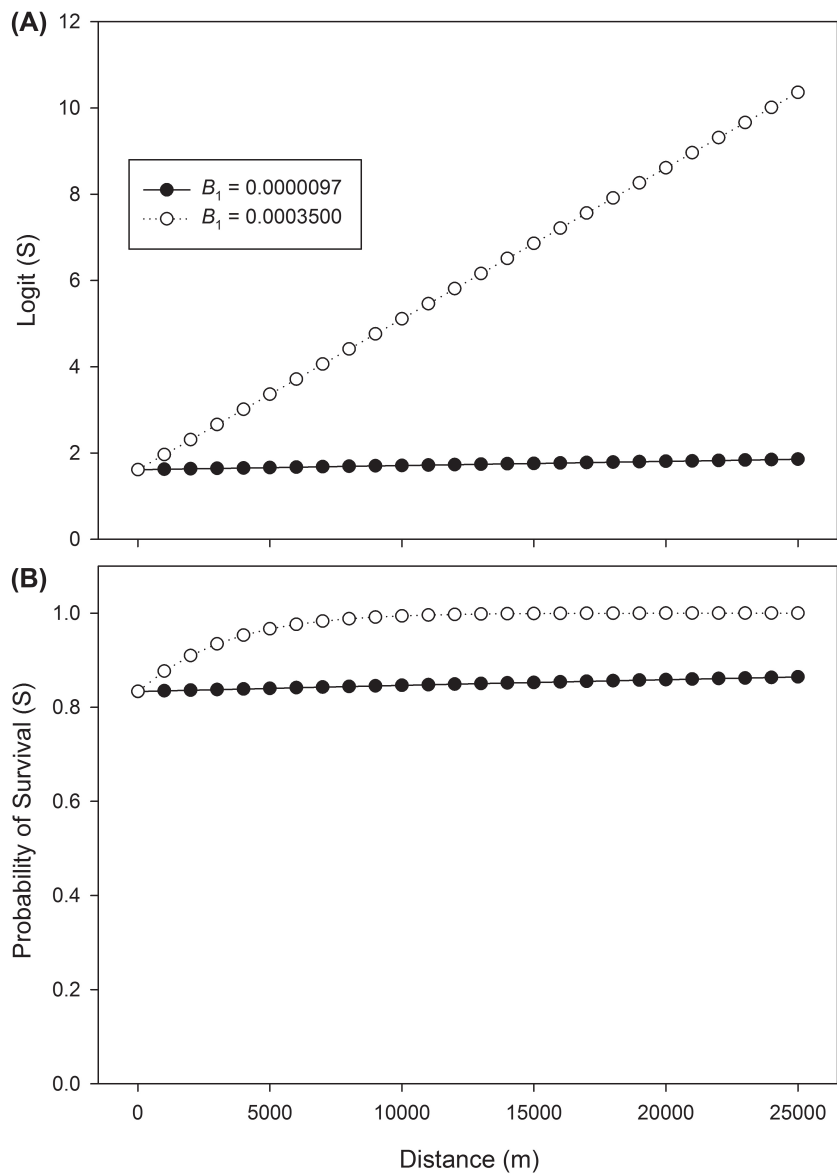 (A)
12
10
8
6
4
2
0
Logit (S)
B₁ = 0.0000097
B₁ = 0.0003500
(B)
1.0
0.8
0.6
0.4
0.2
0.0
Probability of Survival (S)
0 5000 10000 15000 20000 25000
Distance (m)